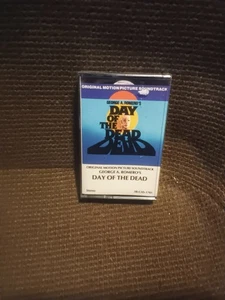 ORIGINAL MOTION PICTURE SOUNDTRACK
GEORGE A. ROMERO'S
DAY
OF THE
DEAD
ORIGINAL MOTION PICTURE SOUNDTRACK
GEORGE A. ROMERO'S
DAY OF THE DEAD